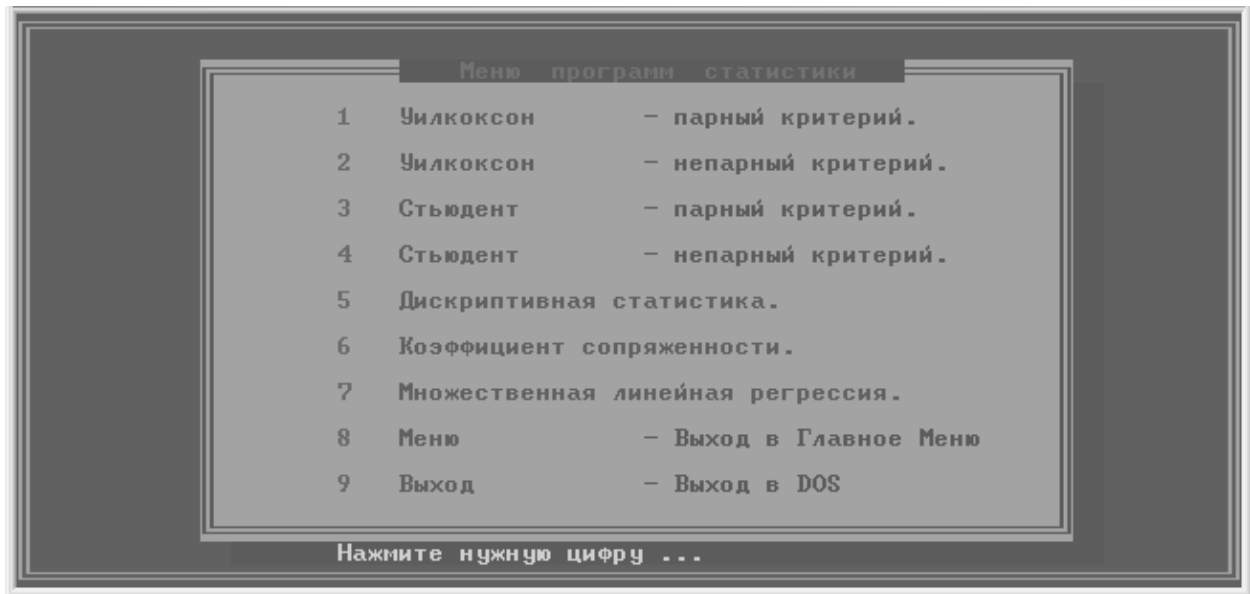 Меню программ статистики
1 Уилкоксон – парный критерий.
2 Уилкоксон – непарный критерий.
3 Стьюдент – парный критерий.
4 Стьюдент – непарный критерий.
5 Дискриптивная статистика.
6 Коэффициент сопряженности.
7 Множественная линейная регрессия.
8 Меню – Выход в Главное Меню
9 Выход – Выход в DOS
Нажмите нужную цифру ...